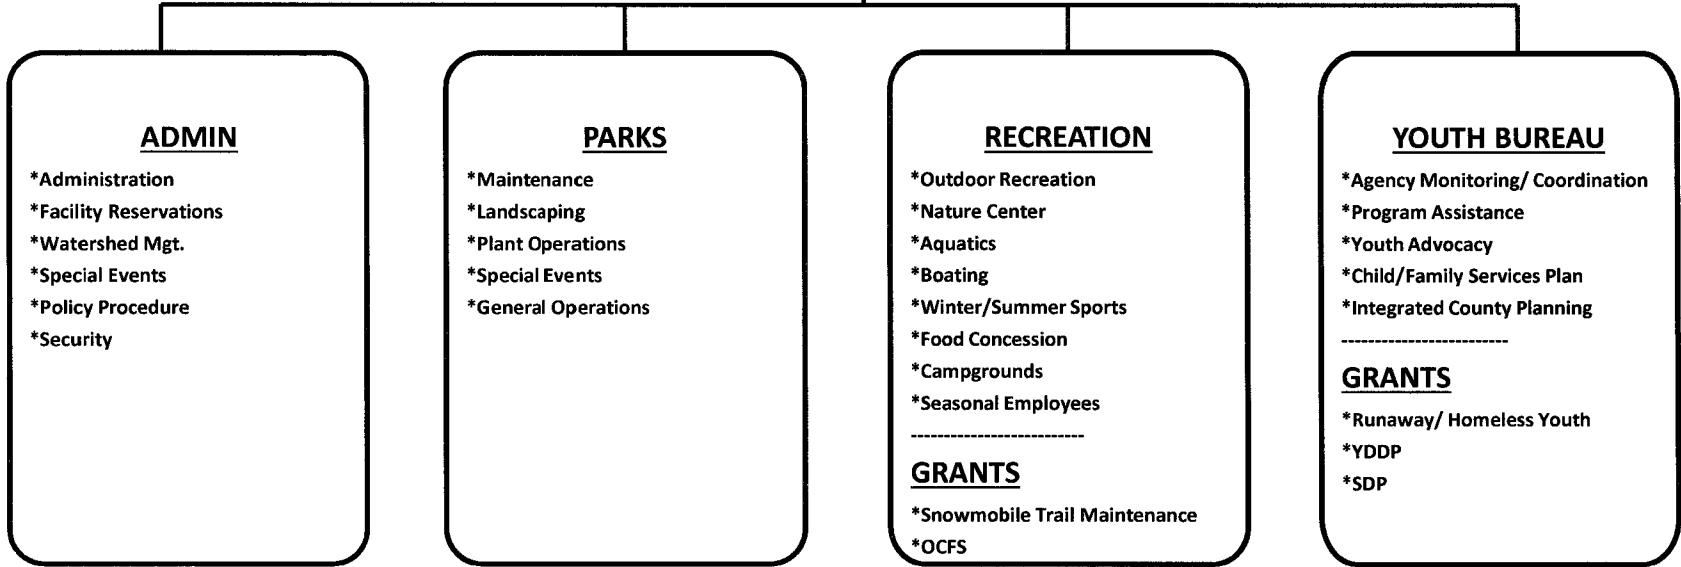 ADMIN
*Administration
*Facility Reservations
*Watershed Mgt.
*Special Events
*Policy Procedure
*Security
PARKS
*Maintenance
*Landscaping
*Plant Operations
*Special Events
*General Operations
RECREATION
*Outdoor Recreation
*Nature Center
*Aquatics
*Boating
*Winter/Summer Sports
*Food Concession
*Campgrounds
*Seasonal Employees
--------------------------
GRANTS
*Snowmobile Trail Maintenance
*OCFS
YOUTH BUREAU
*Agency Monitoring/ Coordination
*Program Assistance
*Youth Advocacy
*Child/Family Services Plan
*Integrated County Planning
-------------------------
GRANTS
*Runaway/ Homeless Youth
*YDDP
*SDP